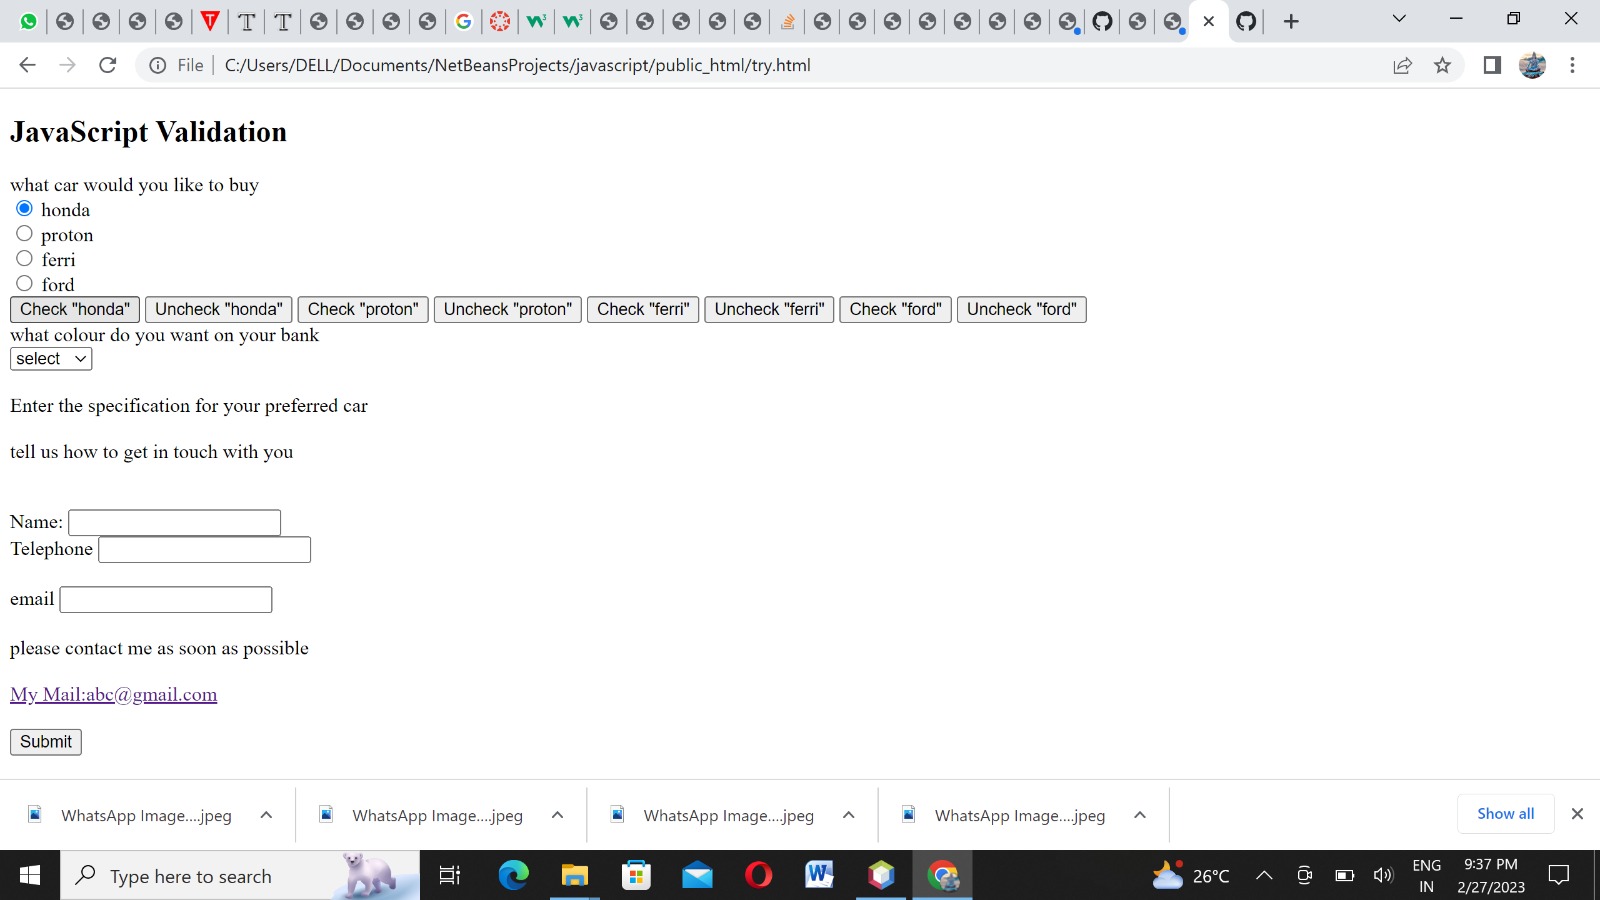 File
C:/Users/DELL/Documents/NetBeansProjects/javascript/public_html/try.html
JavaScript Validation
what car would you like to buy
honda
proton
ferri
ford
Check "honda" Uncheck "honda" Check "proton" Uncheck "proton" Check "ferri" Uncheck "ferri" Check "ford" Uncheck "ford"
what colour do you want on your bank
select
Enter the specification for your preferred car
tell us how to get in touch with you
Name:
Telephone
email
please contact me as soon as possible
My Mail:abc@gmail.com
Submit
WhatsApp Image....jpeg WhatsApp Image....jpeg WhatsApp Image....jpeg WhatsApp Image....jpeg Show all
Type here to search
26°C
ENG
IN
9:37 PM
2/27/2023